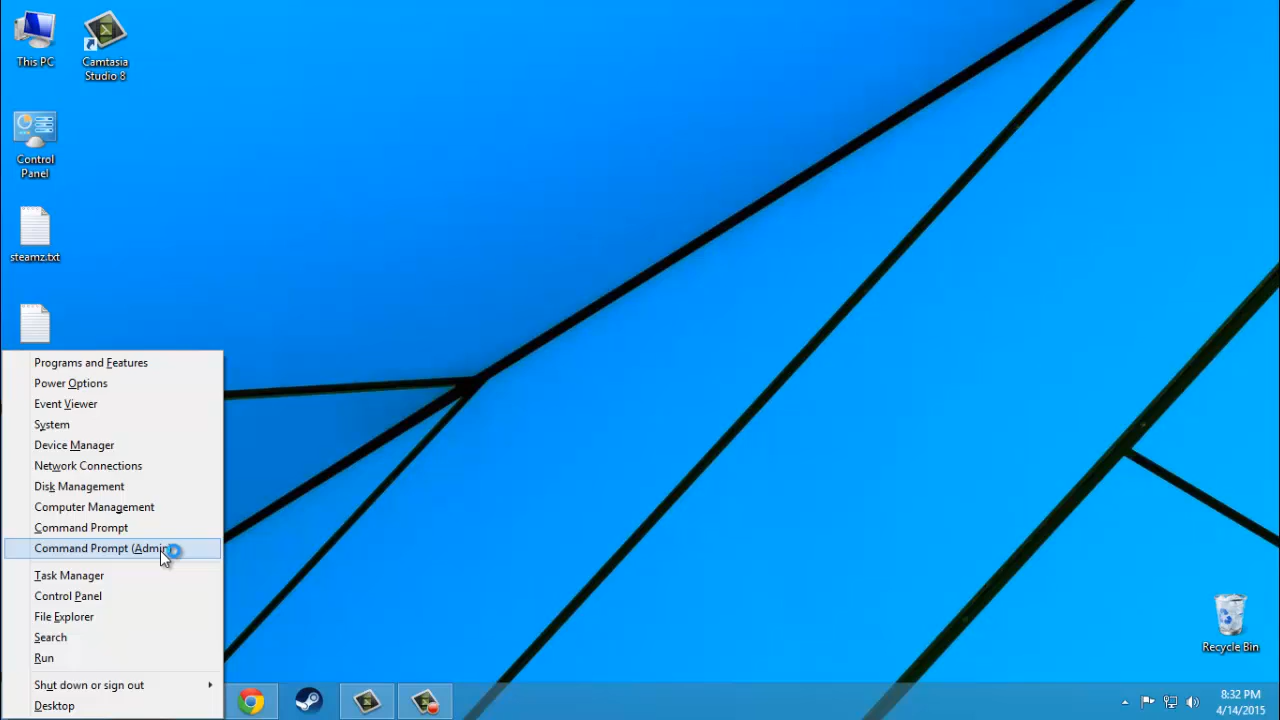 This PC
Camtasia
Studio 8
Control
Panel
steamz.txt
Programs and Features
Power Options
Event Viewer
System
Device Manager
Network Connections
Disk Management
Computer Management
Command Prompt
Command Prompt (Admin)
Task Manager
Control Panel
File Explorer
Search
Run
Shut down or sign out
Desktop
Recycle Bin
8:32 PM
4/14/2015